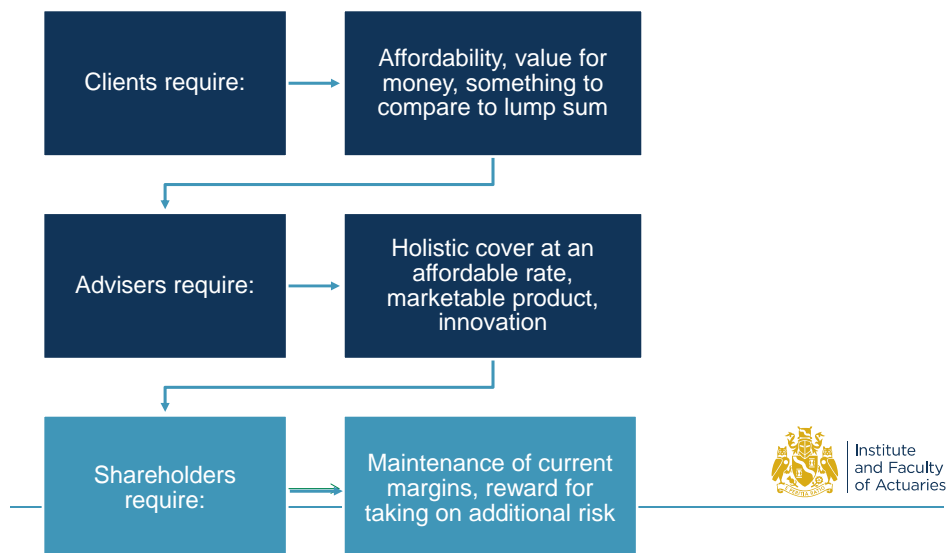 Clients require:
Affordability, value for
money, something to
compare to lump sum
Advisers require:
Holistic cover at an
affordable rate,
marketable product,
innovation
Shareholders
require:
Maintenance of current
margins, reward for
taking on additional risk
Institute
and Faculty
of Actuaries